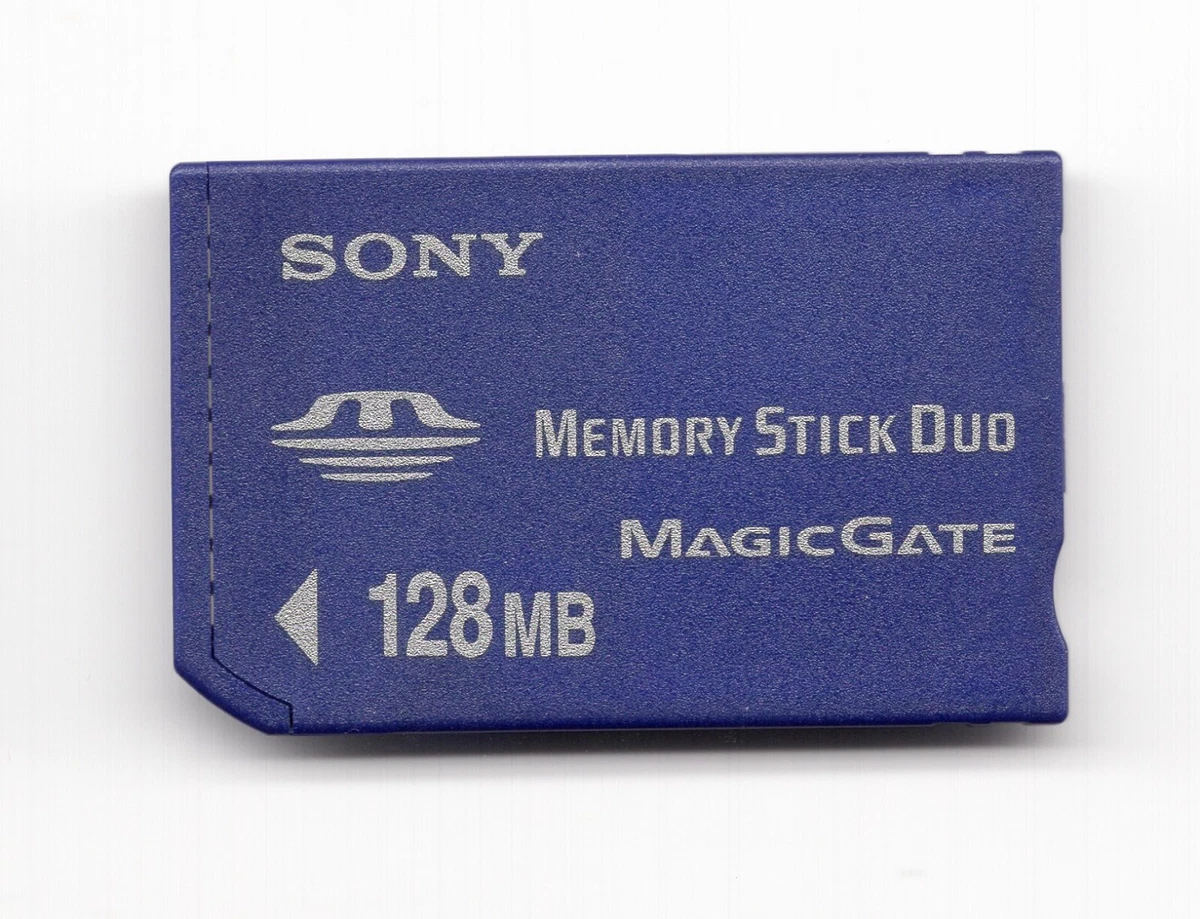 SONY
MEMORY STICK DUO
MAGICGATE
128MB